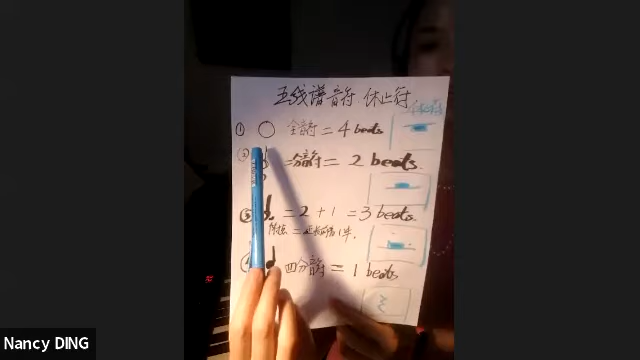 五线谱音符 休止符
① 全音符 = 4 beats
② 二分音符 = 2 beats.
③ = 2 + 1 = 3 beats
④ 四分音符 = 1 beats
Nancy DING